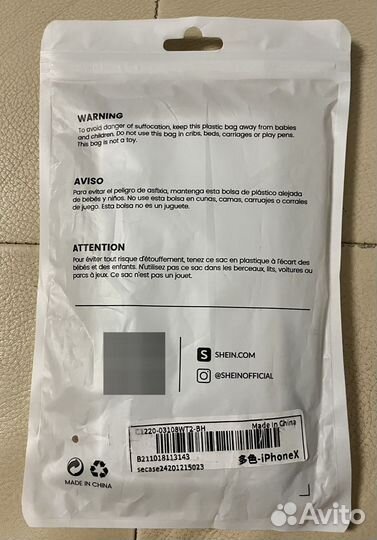 WARNING
To avoid danger of suffocation, keep this plastic bag away from babies
and children. Do not use this bag in cribs, beds, carriages or play pens.
This bag is not a toy.
AVISO
Para evitar el peligro de asfixia, mantenga esta bolsa de plástico alejada
de bebés y niños. No use esta bolsa en cunas, camas, carruajes o corrales
de juego. Esta bolsa no es un juguete.
ATTENTION
Pour éviter tout risque d'étouffement, tenez ce sac en plastique à l'écart des
bébés et des enfants. N'utilisez pas ce sac dans les berceaux, lits, voitures ou
parcs à jeux. Ce sac n'est pas un jouet.
S SHEIN.COM
@SHEINOFFICIAL
MADE IN CHINA
C1220-03108WT2-BH Made In China
B211018113143 多色-iPhoneX
secase24201215023
Avito